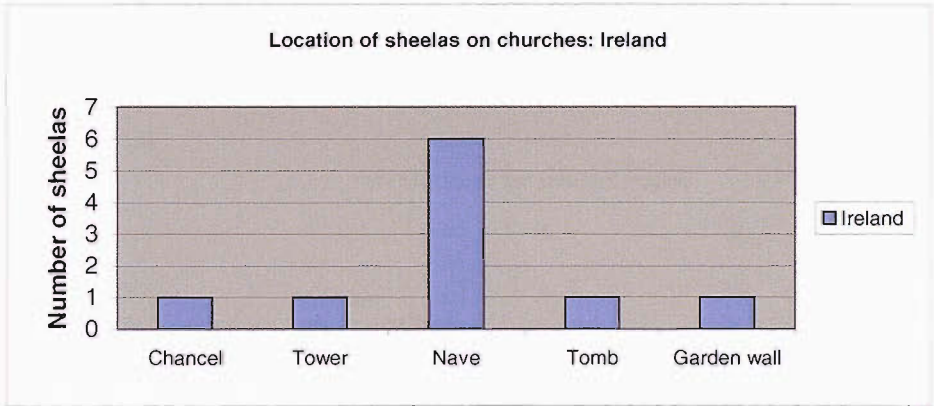 Location of sheelas on churches: Ireland
Number of sheelas
7
6
5
4
3
2
1
0
Chancel Tower Nave Tomb Garden wall
Ireland